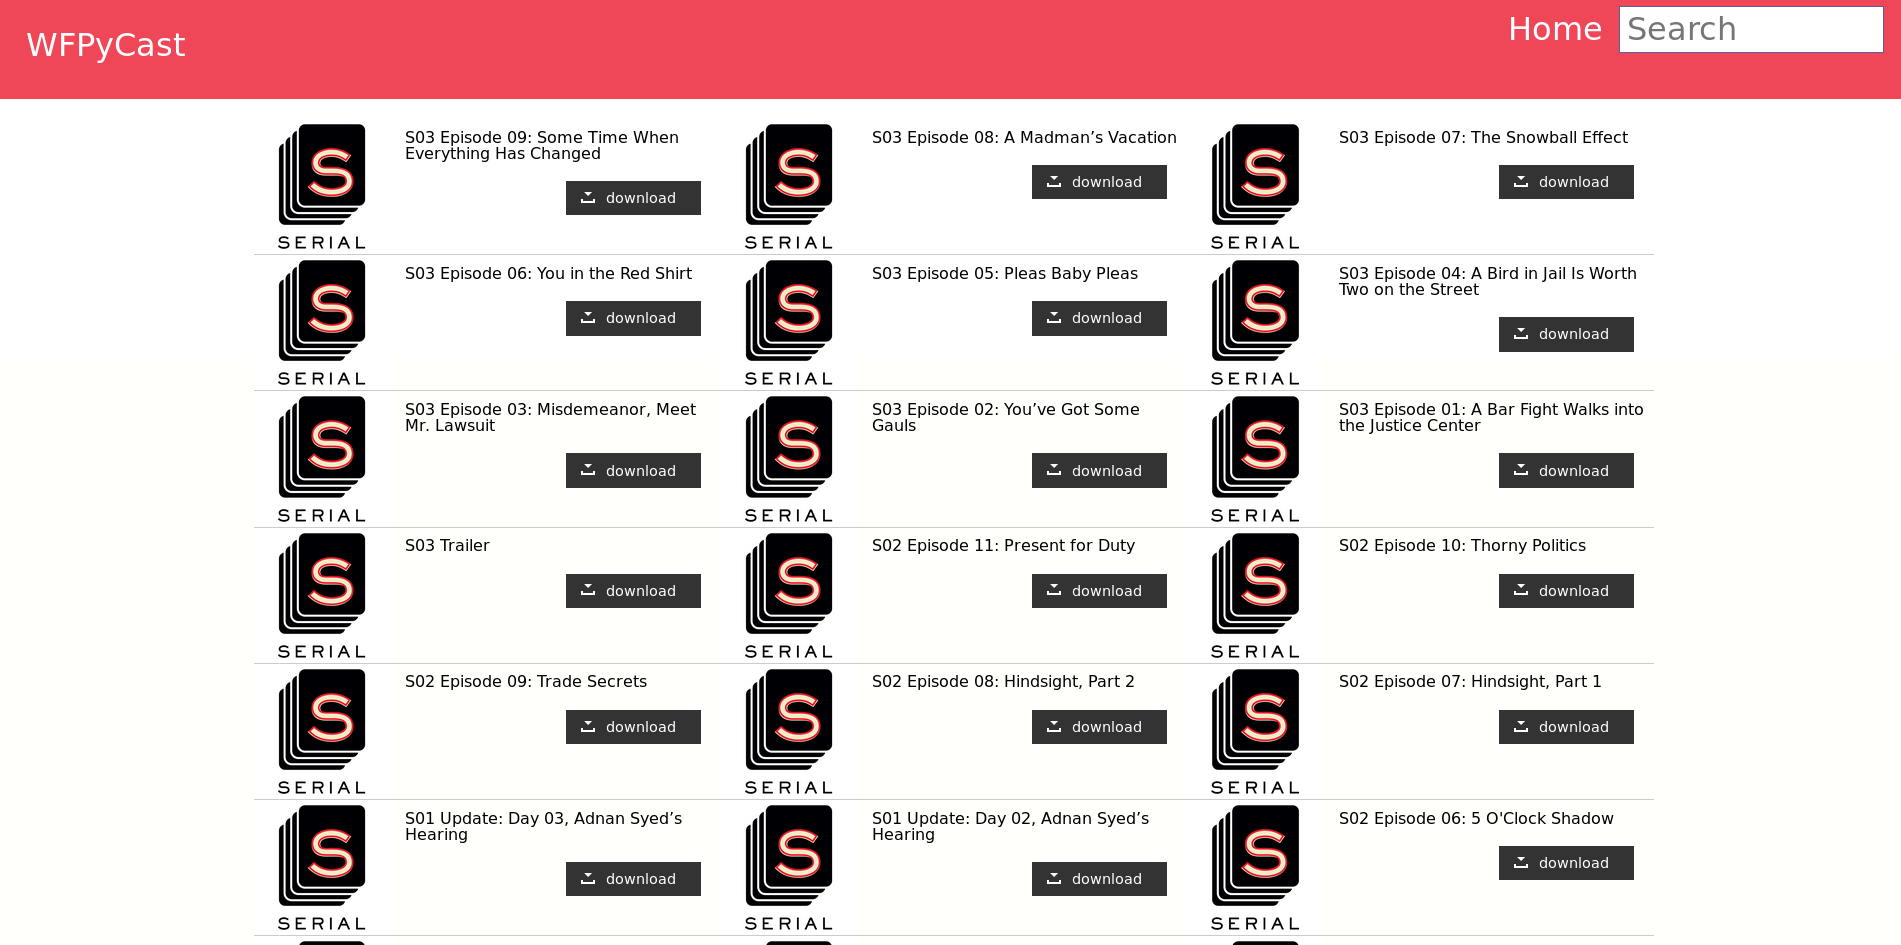 WFPyCast
Home
Search
S03 Episode 09: Some Time When
Everything Has Changed
download
SERIAL
S03 Episode 08: A Madman’s Vacation
download
SERIAL
S03 Episode 07: The Snowball Effect
download
SERIAL
S03 Episode 06: You in the Red Shirt
download
SERIAL
S03 Episode 05: Pleas Baby Pleas
download
SERIAL
S03 Episode 04: A Bird in Jail Is Worth
Two on the Street
download
SERIAL
S03 Episode 03: Misdemeanor, Meet
Mr. Lawsuit
download
SERIAL
S03 Episode 02: You’ve Got Some
Gauls
download
SERIAL
S03 Episode 01: A Bar Fight Walks into
the Justice Center
download
SERIAL
S03 Trailer
download
SERIAL
S02 Episode 11: Present for Duty
download
SERIAL
S02 Episode 10: Thorny Politics
download
SERIAL
S02 Episode 09: Trade Secrets
download
SERIAL
S02 Episode 08: Hindsight, Part 2
download
SERIAL
S02 Episode 07: Hindsight, Part 1
download
SERIAL
S01 Update: Day 03, Adnan Syed’s
Hearing
download
SERIAL
S01 Update: Day 02, Adnan Syed’s
Hearing
download
SERIAL
S02 Episode 06: 5 O'Clock Shadow
download
SERIAL